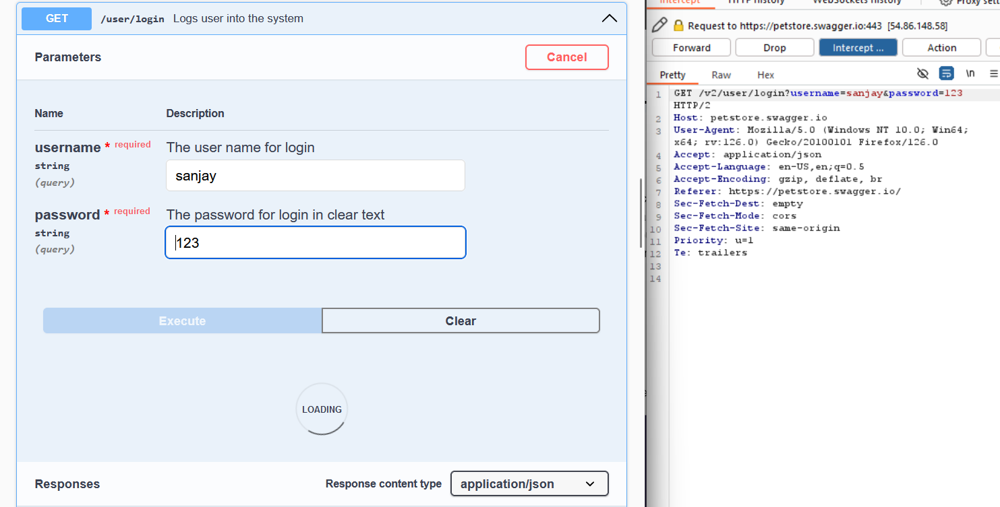 GET /user/login Logs user into the system
Parameters
Cancel
Name Description
username * required The user name for login
string
(query)
sanjay
password * required The password for login in clear text
string
(query)
123
Execute Clear
LOADING
Responses Response content type application/json
Intercept HTTP history WebSockets history Proxy sett
Request to https://petstore.swagger.io:443 [54.86.148.58]
Forward Drop Intercept ... Action
Pretty Raw Hex \n
1 GET /v2/user/login?username=sanjay&password=123
HTTP/2
2 Host: petstore.swagger.io
3 User-Agent: Mozilla/5.0 (Windows NT 10.0; Win64;
x64; rv:126.0) Gecko/20100101 Firefox/126.0
4 Accept: application/json
5 Accept-Language: en-US,en;q=0.5
6 Accept-Encoding: gzip, deflate, br
7 Referer: https://petstore.swagger.io/
8 Sec-Fetch-Dest: empty
9 Sec-Fetch-Mode: cors
10 Sec-Fetch-Site: same-origin
11 Priority: u=1
12 Te: trailers
13
14